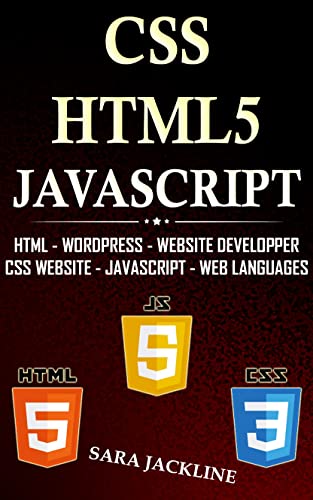 CSS
HTML5
JAVASCRIPT
HTML - WORDPRESS - WEBSITE DEVELOPPER
CSS WEBSITE - JAVASCRIPT - WEB LANGUAGES
JS
5
HTML
CSS
5
3
SARA JACKLINE